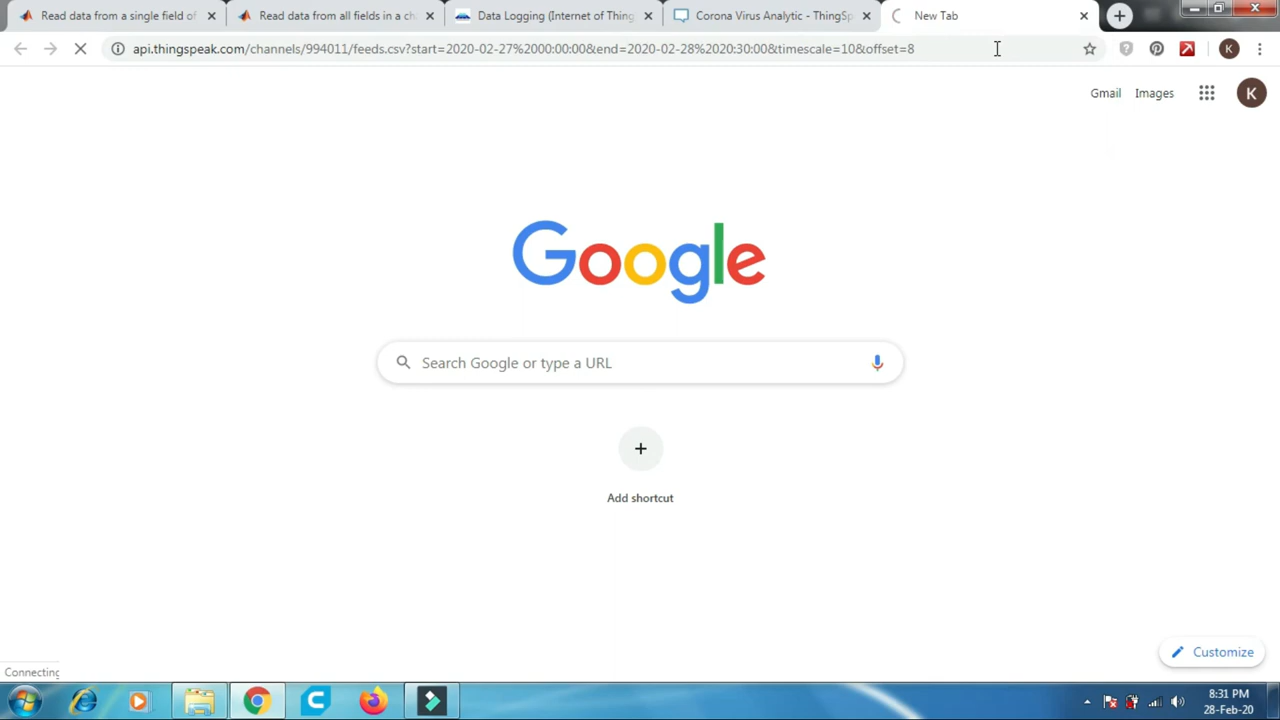 Read data from a single field of
Read data from all fields in a ch
Data Logging (Internet of Thing
Corona Virus Analytic - ThingSp
New Tab
api.thingspeak.com/channels/994011/feeds.csv?start=2020-02-27%2000:00:00&end=2020-02-28%2020:30:00&timescale=10&offset=8
K
Gmail
Images
K
Google
Search Google or type a URL
Add shortcut
Customize
Connecting
8:31 PM
28-Feb-20